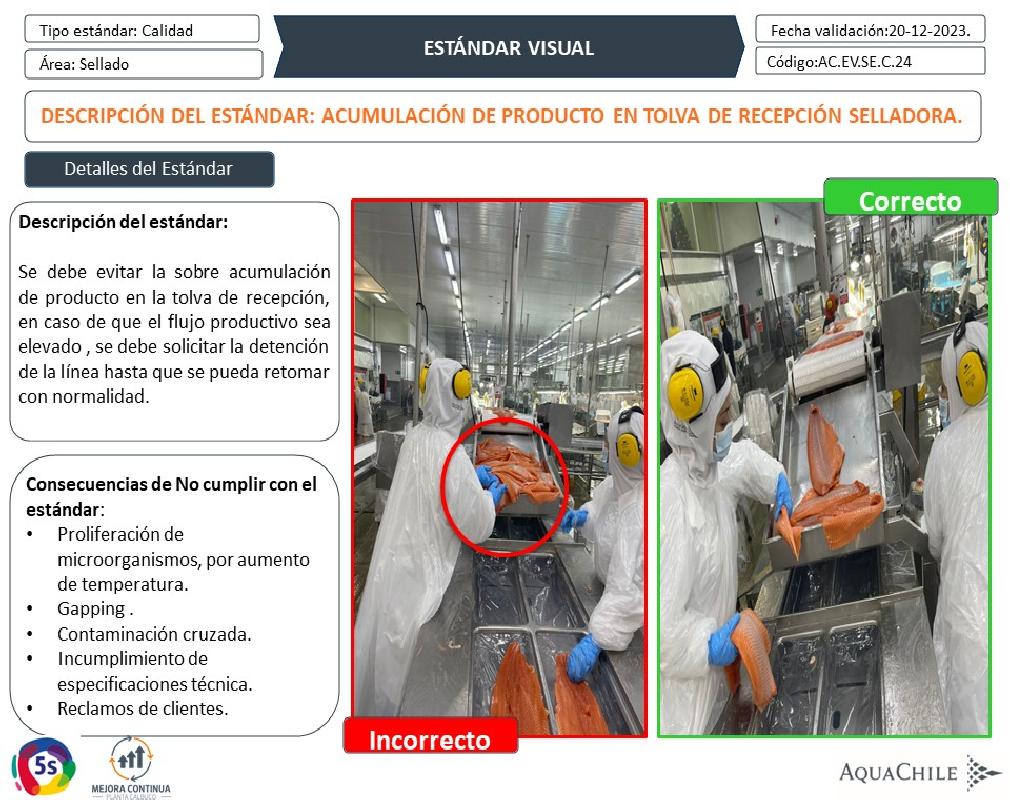 Tipo estándar: Calidad
Área: Sellado
ESTÁNDAR VISUAL
Fecha validación:20-12-2023.
Código:AC.EV.SE.C.24
DESCRIPCIÓN DEL ESTÁNDAR: ACUMULACIÓN DE PRODUCTO EN TOLVA DE RECEPCIÓN SELLADORA.
Detalles del Estándar
Descripción del estándar:
Se debe evitar la sobre acumulación
de producto en la tolva de recepción,
en caso de que el flujo productivo sea
elevado , se debe solicitar la detención
de la línea hasta que se pueda retomar
con normalidad.
Consecuencias de No cumplir con el
estándar:
• Proliferación de
microorganismos, por aumento
de temperatura.
• Gapping .
• Contaminación cruzada.
• Incumplimiento de
especificaciones técnica.
• Reclamos de clientes.
Incorrecto
Correcto
5s
MEJORA CONTINUA
PLANTA CALBUCO
AQUACHILE